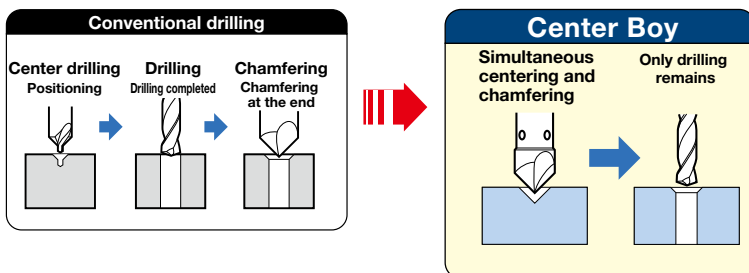 Conventional drilling
Center drilling
Positioning
Drilling
Drilling completed
Chamfering
Chamfering
at the end
Center Boy
Simultaneous
centering and
chamfering
Only drilling
remains